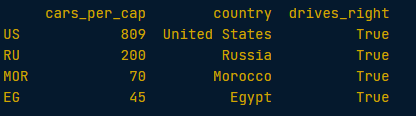 cars_per_cap country drives_right
US 809 United States True
RU 200 Russia True
MOR 70 Morocco True
EG 45 Egypt True